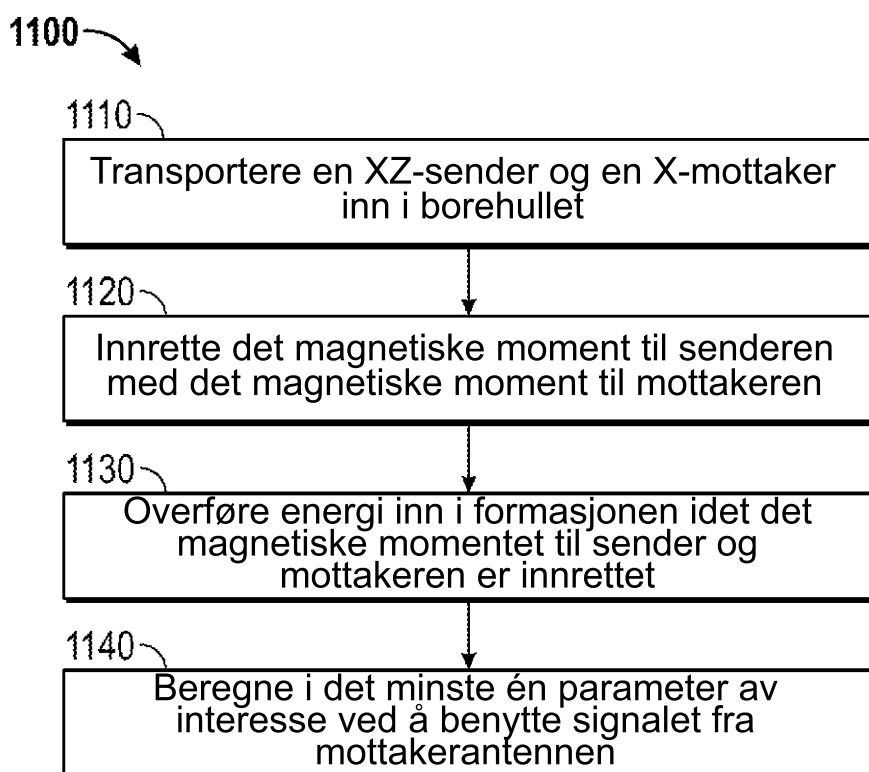 1100
1110
Transportere en XZ-sender og en X-mottaker
inn i borehullet
1120
Innrette det magnetiske moment til senderen
med det magnetiske moment til mottakeren
1130
Overføre energi inn i formasjonen idet det
magnetiske momentet til sender og
mottakeren er innrettet
1140
Beregne i det minste én parameter av
interesse ved å benytte signalet fra
mottakerantennen